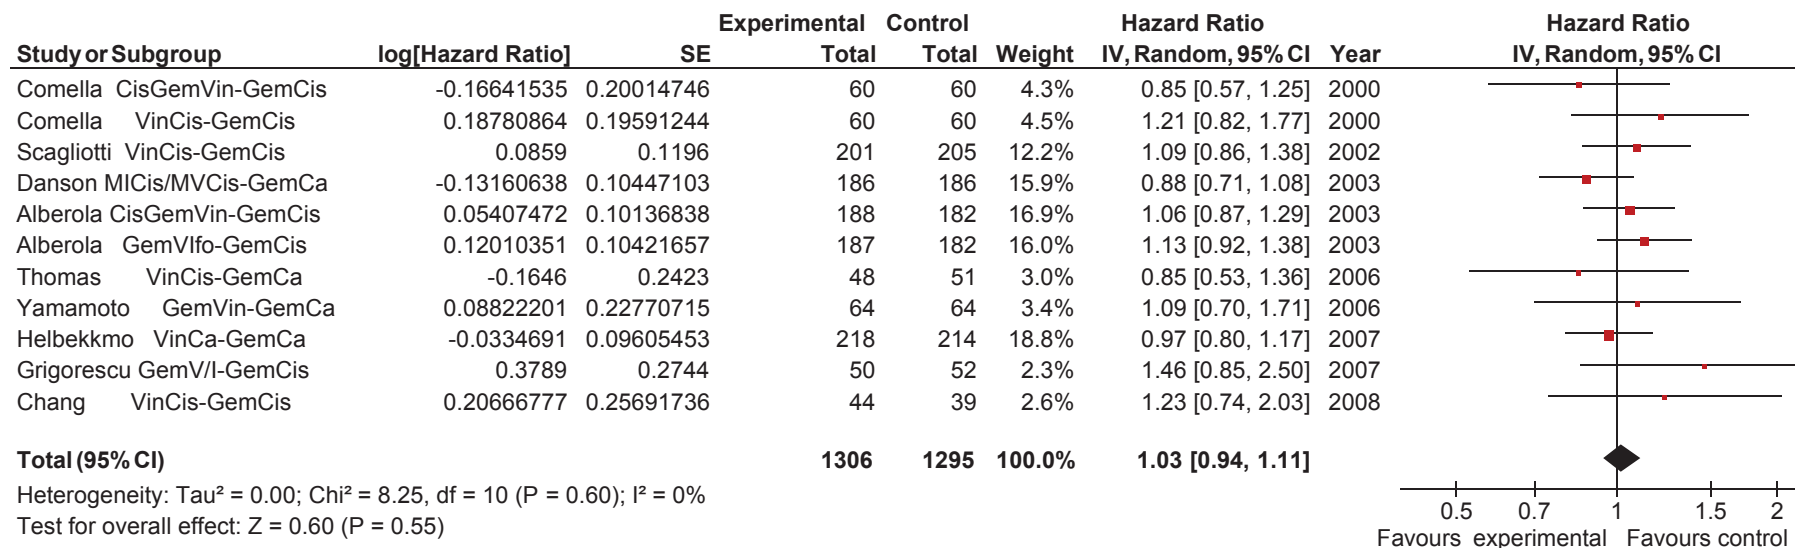 Experimental Control Hazard Ratio Hazard Ratio
Study or Subgroup log[Hazard Ratio] SE Total Total Weight IV, Random, 95% CI Year IV, Random, 95% CI
Comella CisGemVin-GemCis -0.16641535 0.20014746 60 60 4.3% 0.85 [0.57, 1.25] 2000
Comella VinCis-GemCis 0.18780864 0.19591244 60 60 4.5% 1.21 [0.82, 1.77] 2000
Scagliotti VinCis-GemCis 0.0859 0.1196 201 205 12.2% 1.09 [0.86, 1.38] 2002
Danson MICis/MVCis-GemCa -0.13160638 0.10447103 186 186 15.9% 0.88 [0.71, 1.08] 2003
Alberola CisGemVin-GemCis 0.05407472 0.10136838 188 182 16.9% 1.06 [0.87, 1.29] 2003
Alberola GemVIfo-GemCis 0.12010351 0.10421657 187 182 16.0% 1.13 [0.92, 1.38] 2003
Thomas VinCis-GemCa -0.1646 0.2423 48 51 3.0% 0.85 [0.53, 1.36] 2006
Yamamoto GemVin-GemCa 0.08822201 0.22770715 64 64 3.4% 1.09 [0.70, 1.71] 2006
Helbekkmo VinCa-GemCa -0.0334691 0.09605453 218 214 18.8% 0.97 [0.80, 1.17] 2007
Grigorescu GemV/I-GemCis 0.3789 0.2744 50 52 2.3% 1.46 [0.85, 2.50] 2007
Chang VinCis-GemCis 0.20666777 0.25691736 44 39 2.6% 1.23 [0.74, 2.03] 2008
Total (95% CI) 1306 1295 100.0% 1.03 [0.94, 1.11]
Heterogeneity: Tau² = 0.00; Chi² = 8.25, df = 10 (P = 0.60); I² = 0%
Test for overall effect: Z = 0.60 (P = 0.55)
0.5 0.7 1 1.5 2
Favours experimental Favours control